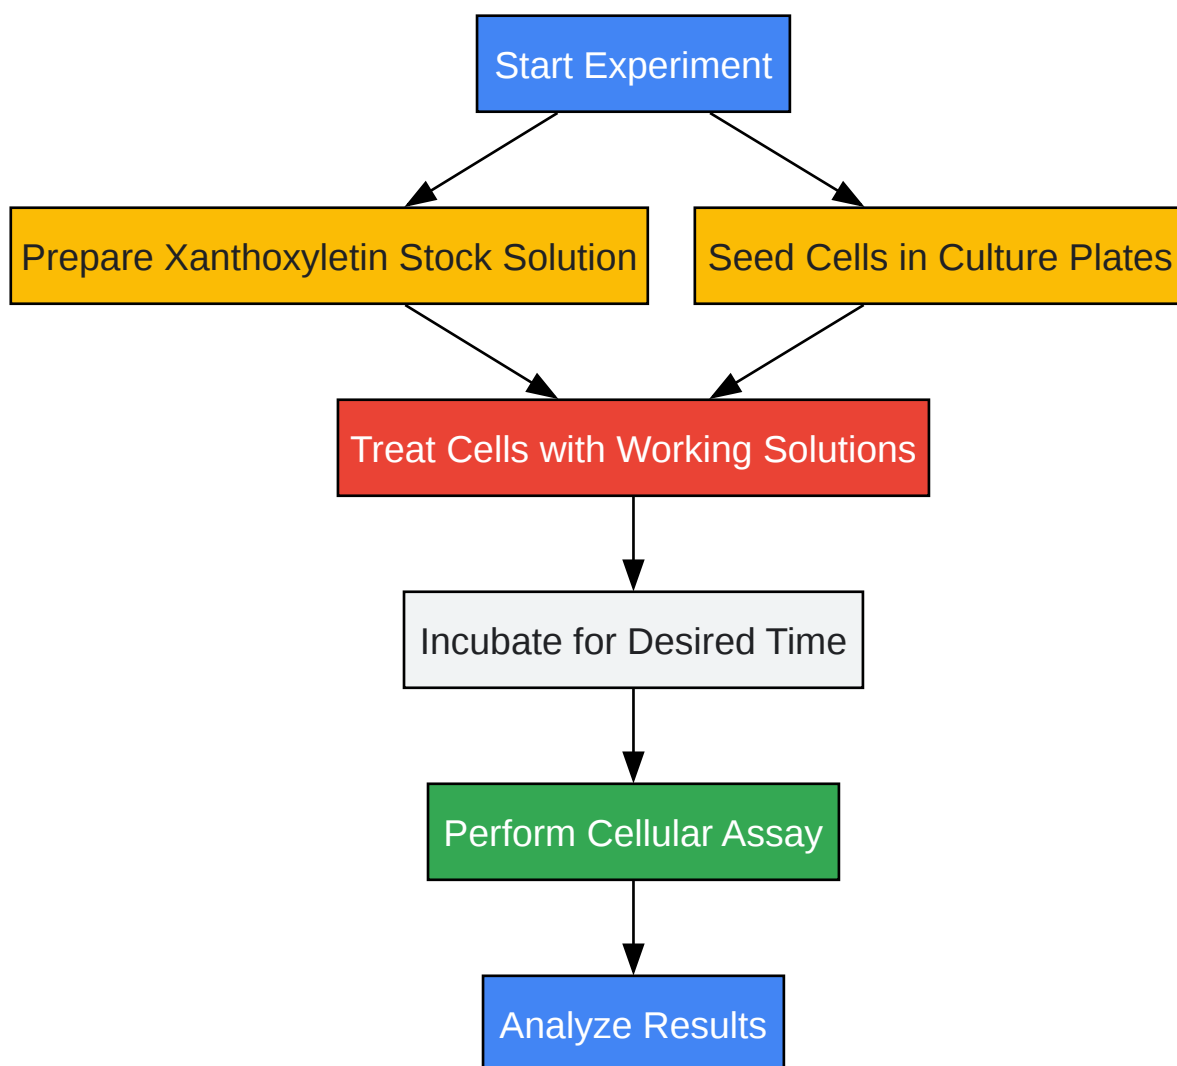 Start Experiment
Prepare Xanthoxyletin Stock Solution
Seed Cells in Culture Plates
Treat Cells with Working Solutions
Incubate for Desired Time
Perform Cellular Assay
Analyze Results